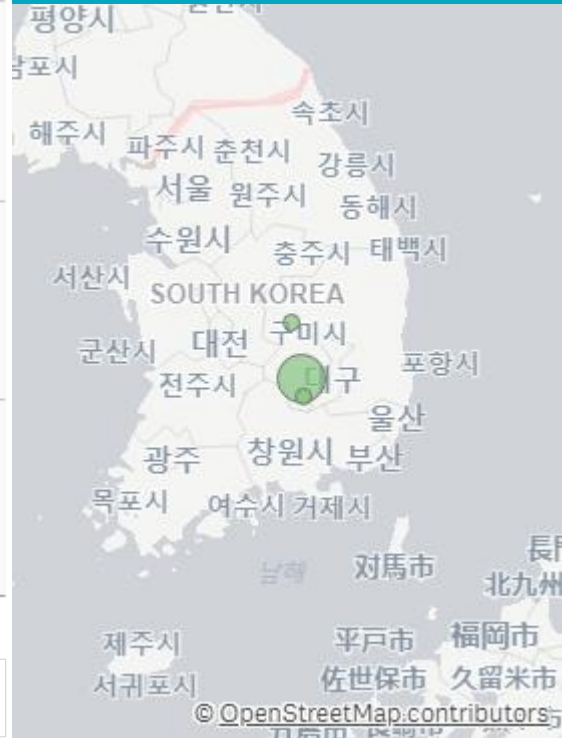 평양시
남포시
속초시
해주시
파주시 춘천시
강릉시
서울 원주시
동해시
수원시
충주시 태백시
서산시
SOUTH KOREA
구미시
군산시 대전
포항시
전주시
대구
울산
광주 창원시 부산
목포시 여수시 거제시
남해
对馬市
北九州
제주시
平戸市 福岡市
서귀포시
佐世保市 久留米市
© OpenStreetMap contributors